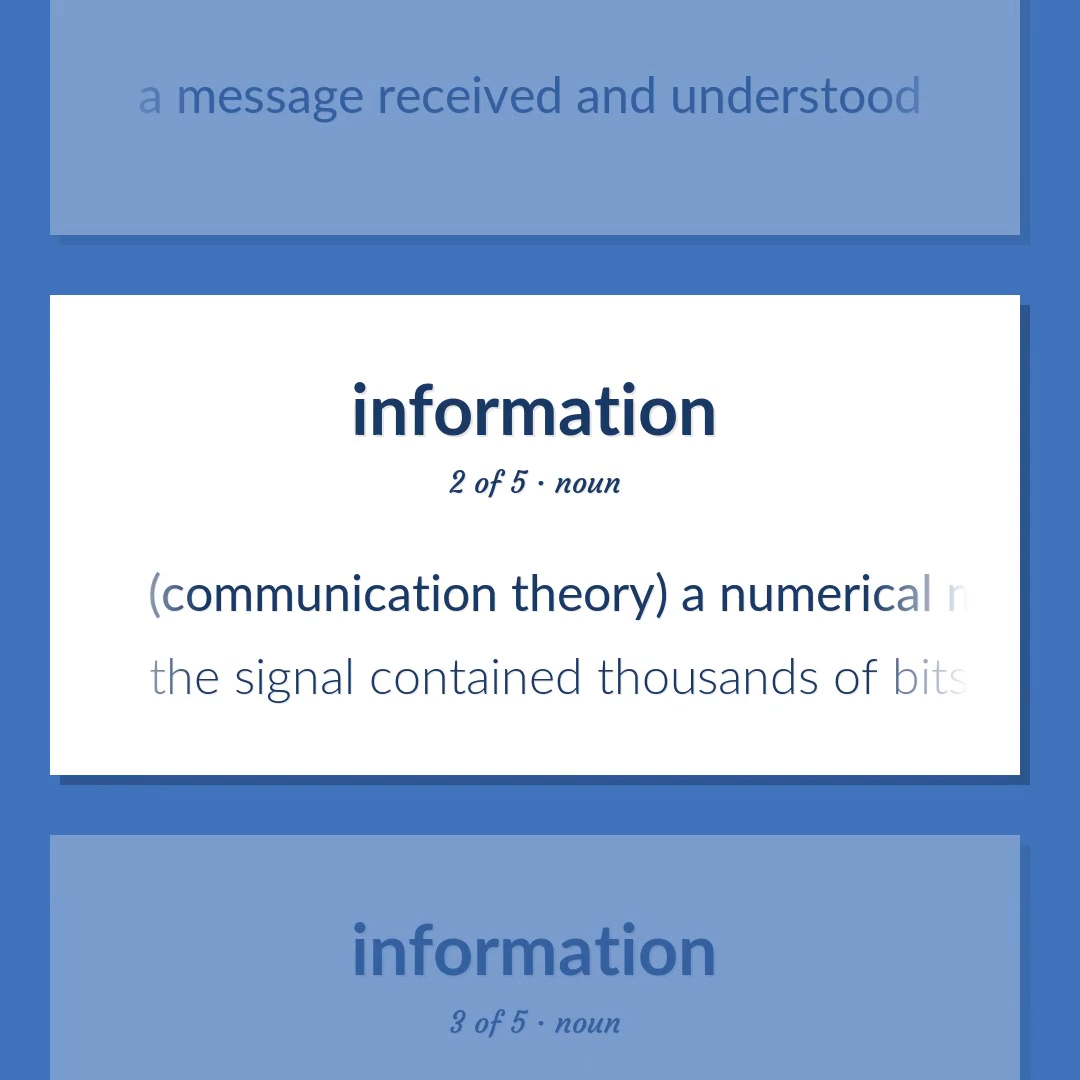 a message received and understood
information
2 of 5 · noun
(communication theory) a numerical
the signal contained thousands of bits
information
3 of 5 · noun